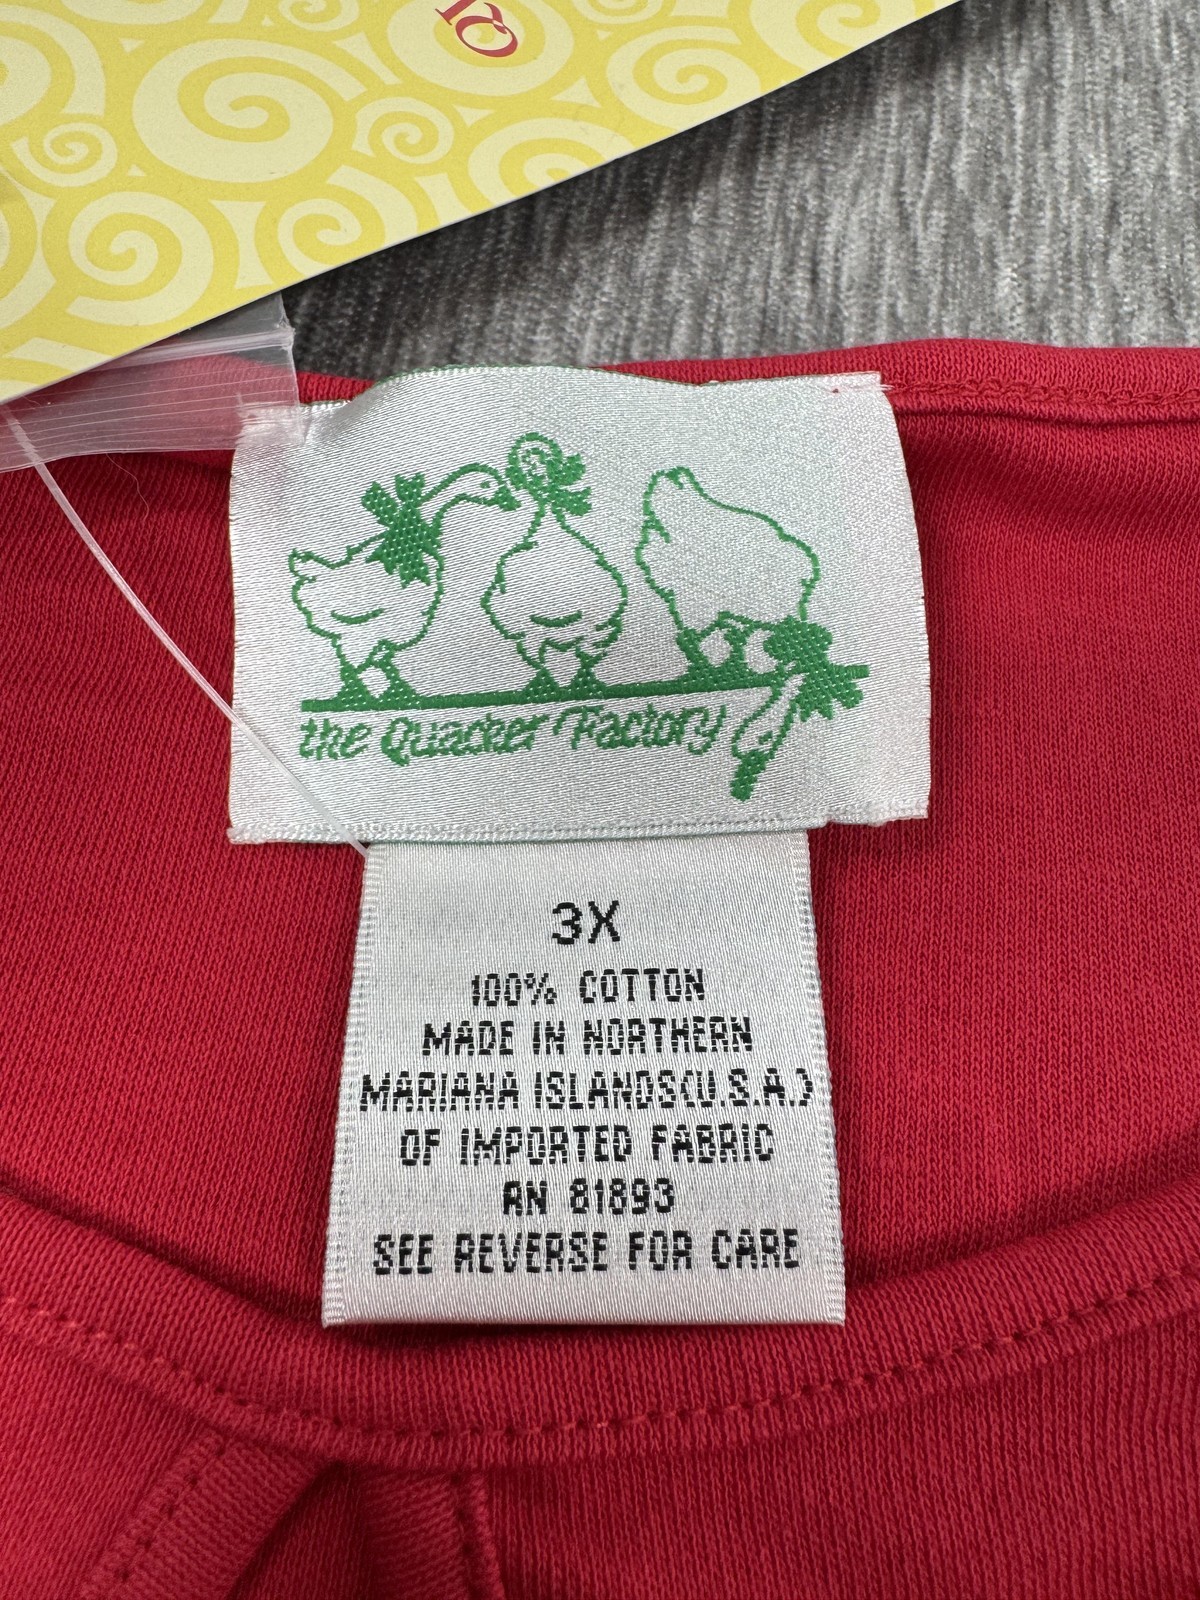 the Quacker Factory
3X
100% COTTON
MADE IN NORTHERN
MARIANA ISLANDS(U.S.A.)
OF IMPORTED FABRIC
RN 81893
SEE REVERSE FOR CARE